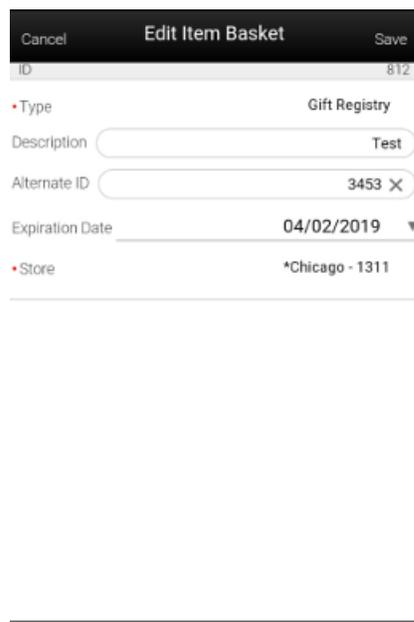 Cancel Edit Item Basket Save
ID 812
•Type Gift Registry
Description Test
Alternate ID 3453 ✕
Expiration Date 04/02/2019 ▼
•Store *Chicago - 1311